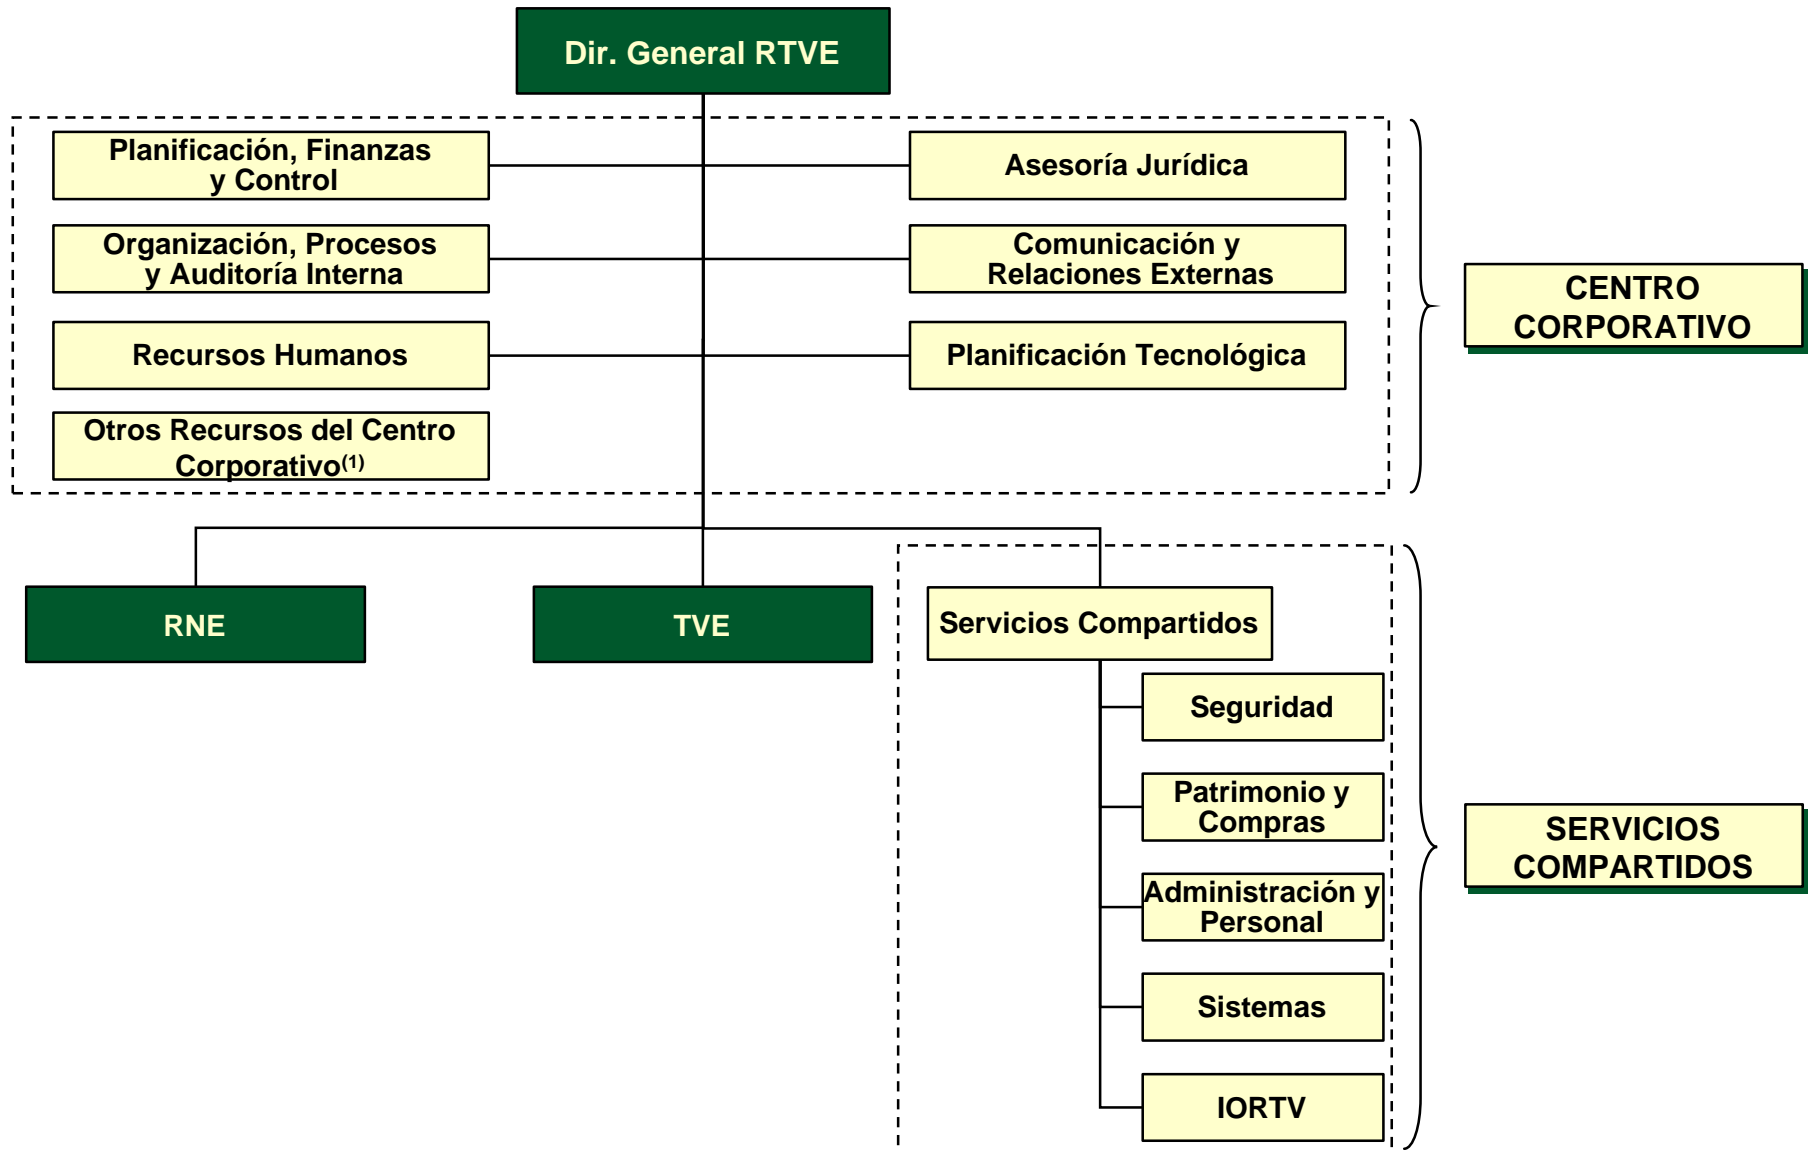 Dir. General RTVE
Planificación, Finanzas
y Control
Asesoría Jurídica
Organización, Procesos
y Auditoría Interna
Comunicación y
Relaciones Externas
CENTRO
CORPORATIVO
Recursos Humanos
Planificación Tecnológica
Otros Recursos del Centro
Corporativo(1)
RNE
TVE
Servicios Compartidos
Seguridad
Patrimonio y
Compras
SERVICIOS
COMPARTIDOS
Administración y
Personal
Sistemas
IORTV